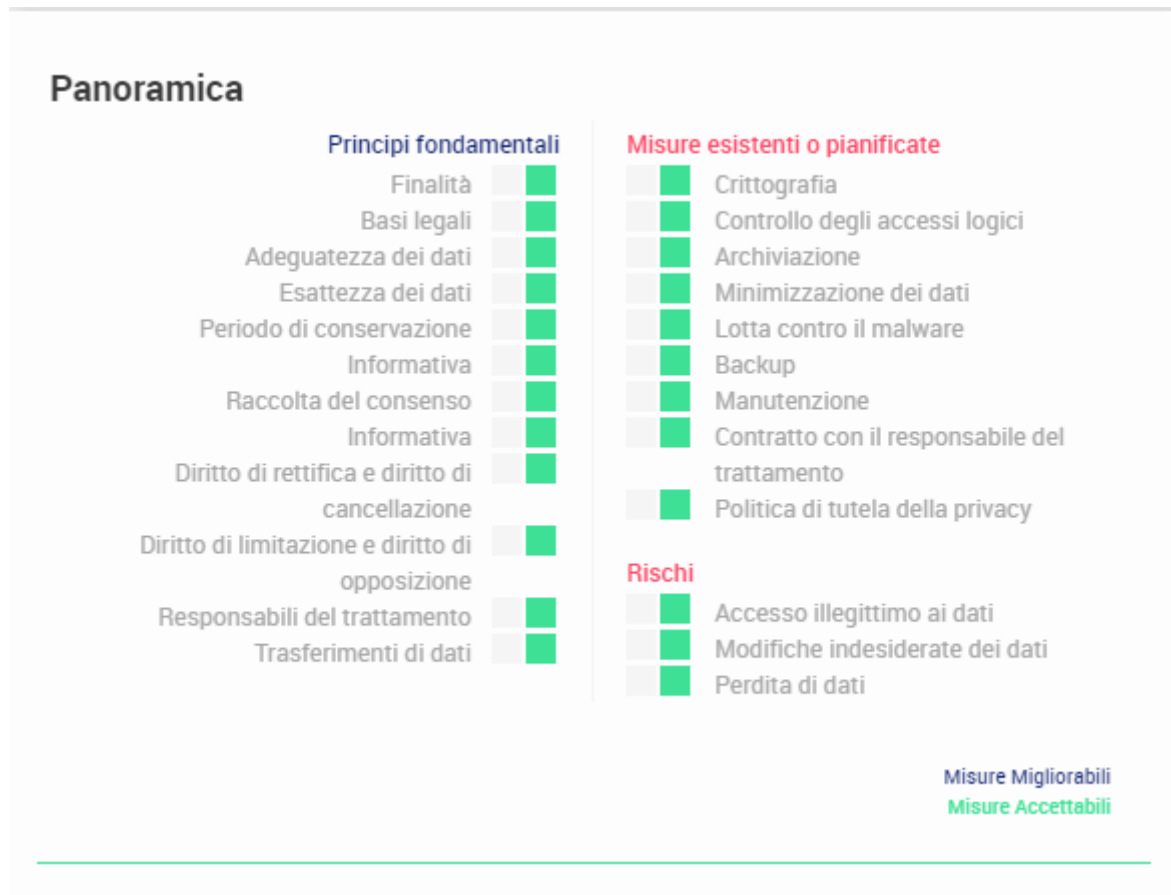 Panoramica
Principi fondamentali
Finalità
Basi legali
Adeguatezza dei dati
Esattezza dei dati
Periodo di conservazione
Informativa
Raccolta del consenso
Informativa
Diritto di rettifica e diritto di
cancellazione
Diritto di limitazione e diritto di
opposizione
Responsabili del trattamento
Trasferimenti di dati
Misure esistenti o pianificate
Crittografia
Controllo degli accessi logici
Archiviazione
Minimizzazione dei dati
Lotta contro il malware
Backup
Manutenzione
Contratto con il responsabile del
trattamento
Politica di tutela della privacy
Rischi
Accesso illegittimo ai dati
Modifiche indesiderate dei dati
Perdita di dati
Misure Migliorabili
Misure Accettabili